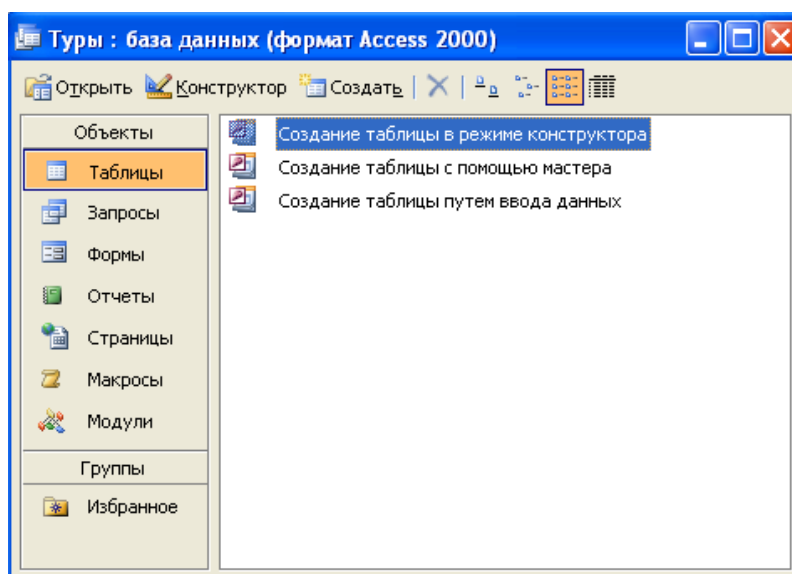 Туры : база данных (формат Access 2000)
Открыть Конструктор Создать
Объекты
Таблицы
Запросы
Формы
Отчеты
Страницы
Макросы
Модули
Группы
Избранное
Создание таблицы в режиме конструктора
Создание таблицы с помощью мастера
Создание таблицы путем ввода данных